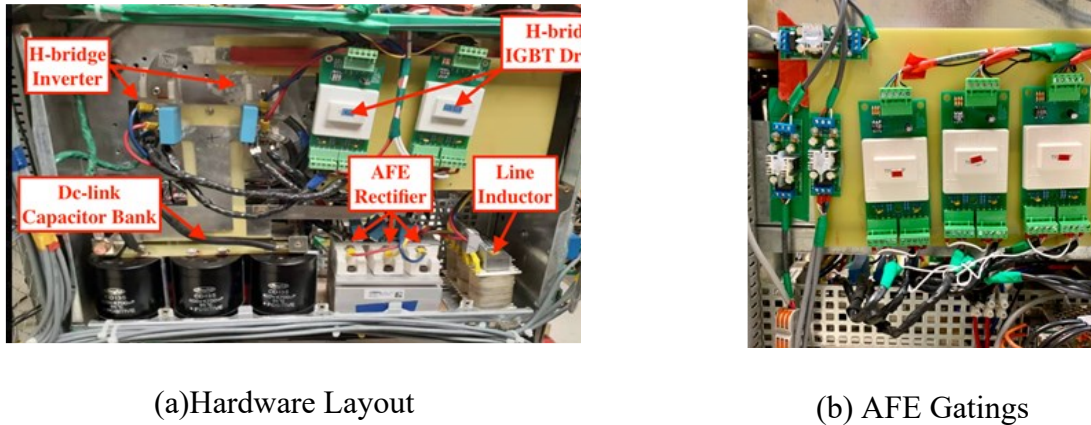 H-bridge
Inverter
H-brid
IGBT Dr
Dc-link
Capacitor Bank
AFE
Rectifier
Line
Inductor
(a)Hardware Layout
(b) AFE Gatings